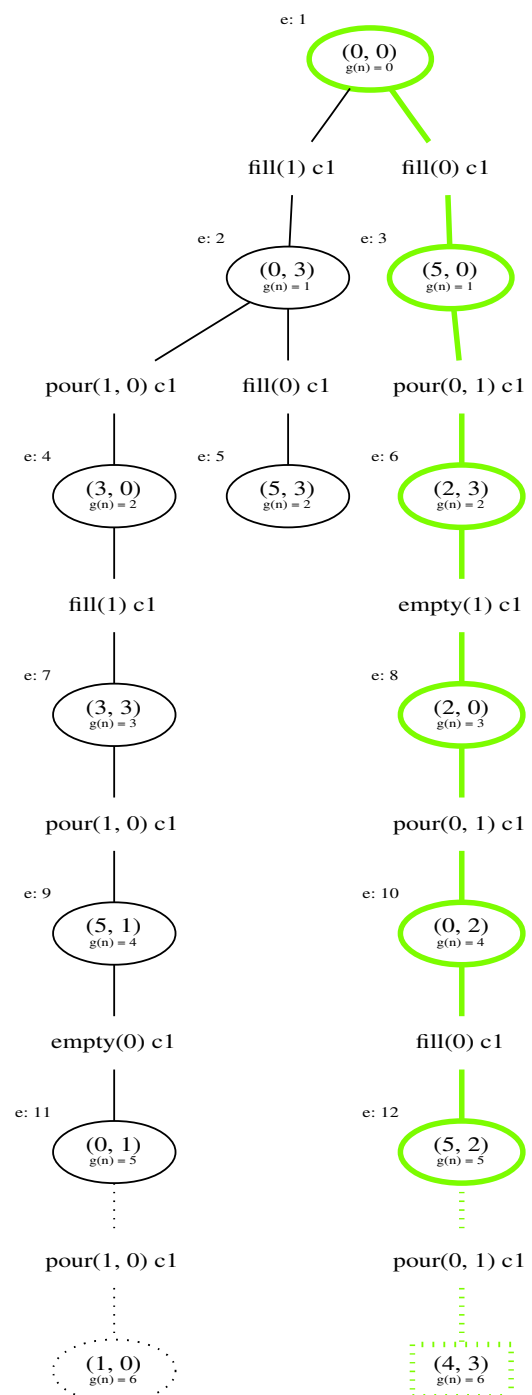 e: 1
(0, 0)
g(n) = 0
fill(1) c1
fill(0) c1
e: 2
(0, 3)
g(n) = 1
e: 3
(5, 0)
g(n) = 1
pour(1, 0) c1
fill(0) c1
pour(0, 1) c1
e: 4
(3, 0)
g(n) = 2
e: 5
(5, 3)
g(n) = 2
e: 6
(2, 3)
g(n) = 2
fill(1) c1
empty(1) c1
e: 7
(3, 3)
g(n) = 3
e: 8
(2, 0)
g(n) = 3
pour(1, 0) c1
pour(0, 1) c1
e: 9
(5, 1)
g(n) = 4
e: 10
(0, 2)
g(n) = 4
empty(0) c1
fill(0) c1
e: 11
(0, 1)
g(n) = 5
e: 12
(5, 2)
g(n) = 5
pour(1, 0) c1
pour(0, 1) c1
(1, 0)
g(n) = 6
(4, 3)
g(n) = 6